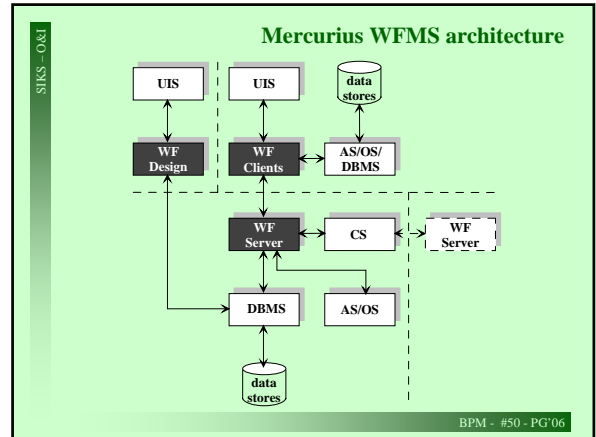 SIKS – O&I
Mercurius WFMS architecture
UIS
UIS
data
stores
WF
Design
WF
Clients
AS/OS/
DBMS
WF
Server
CS
WF
Server
DBMS
AS/OS
data
stores
BPM - #50 - PG'06